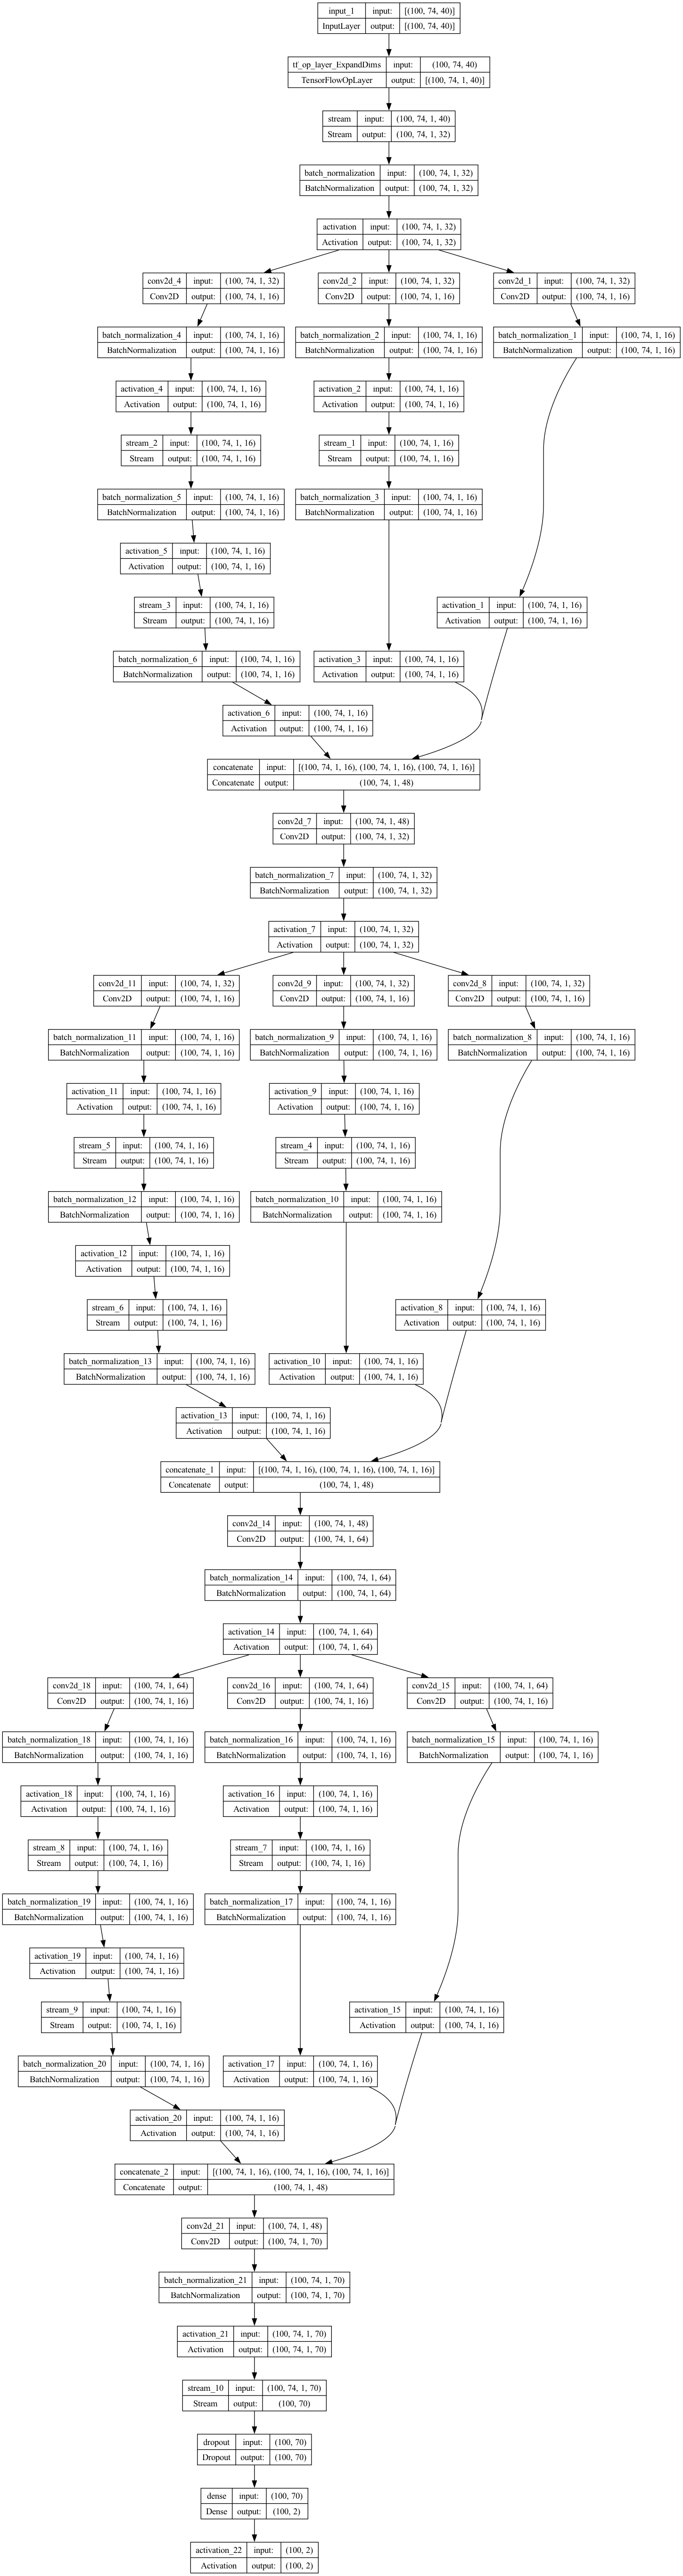 input_1 input: [(100, 74, 40)]
InputLayer output: [(100, 74, 40)]
tf_op_layer_ExpandDims input: (100, 74, 40)
TensorFlowOpLayer output: [(100, 74, 1, 40)]
stream input: (100, 74, 1, 40)
Stream output: (100, 74, 1, 32)
batch_normalization input: (100, 74, 1, 32)
BatchNormalization output: (100, 74, 1, 32)
activation input: (100, 74, 1, 32)
Activation output: (100, 74, 1, 32)
conv2d_4 input: (100, 74, 1, 32) conv2d_2 input: (100, 74, 1, 32) conv2d_1 input: (100, 74, 1, 32)
Conv2D output: (100, 74, 1, 16) Conv2D output: (100, 74, 1, 16) Conv2D output: (100, 74, 1, 16)
batch_normalization_4 input: (100, 74, 1, 16) batch_normalization_2 input: (100, 74, 1, 16) batch_normalization_1 input: (100, 74, 1, 16)
BatchNormalization output: (100, 74, 1, 16) BatchNormalization output: (100, 74, 1, 16) BatchNormalization output: (100, 74, 1, 16)
activation_4 input: (100, 74, 1, 16) activation_2 input: (100, 74, 1, 16)
Activation output: (100, 74, 1, 16) Activation output: (100, 74, 1, 16)
stream_2 input: (100, 74, 1, 16) stream_1 input: (100, 74, 1, 16)
Stream output: (100, 74, 1, 16) Stream output: (100, 74, 1, 16)
batch_normalization_5 input: (100, 74, 1, 16) batch_normalization_3 input: (100, 74, 1, 16)
BatchNormalization output: (100, 74, 1, 16) BatchNormalization output: (100, 74, 1, 16)
activation_5 input: (100, 74, 1, 16)
Activation output: (100, 74, 1, 16)
stream_3 input: (100, 74, 1, 16) activation_1 input: (100, 74, 1, 16)
Stream output: (100, 74, 1, 16) Activation output: (100, 74, 1, 16)
batch_normalization_6 input: (100, 74, 1, 16) activation_3 input: (100, 74, 1, 16)
BatchNormalization output: (100, 74, 1, 16) Activation output: (100, 74, 1, 16)
activation_6 input: (100, 74, 1, 16)
Activation output: (100, 74, 1, 16)
concatenate input: [(100, 74, 1, 16), (100, 74, 1, 16), (100, 74, 1, 16)]
Concatenate output: (100, 74, 1, 48)
conv2d_7 input: (100, 74, 1, 48)
Conv2D output: (100, 74, 1, 32)
batch_normalization_7 input: (100, 74, 1, 32)
BatchNormalization output: (100, 74, 1, 32)
activation_7 input: (100, 74, 1, 32)
Activation output: (100, 74, 1, 32)
conv2d_11 input: (100, 74, 1, 32) conv2d_9 input: (100, 74, 1, 32) conv2d_8 input: (100, 74, 1, 32)
Conv2D output: (100, 74, 1, 16) Conv2D output: (100, 74, 1, 16) Conv2D output: (100, 74, 1, 16)
batch_normalization_11 input: (100, 74, 1, 16) batch_normalization_9 input: (100, 74, 1, 16) batch_normalization_8 input: (100, 74, 1, 16)
BatchNormalization output: (100, 74, 1, 16) BatchNormalization output: (100, 74, 1, 16) BatchNormalization output: (100, 74, 1, 16)
activation_11 input: (100, 74, 1, 16) activation_9 input: (100, 74, 1, 16)
Activation output: (100, 74, 1, 16) Activation output: (100, 74, 1, 16)
stream_5 input: (100, 74, 1, 16) stream_4 input: (100, 74, 1, 16)
Stream output: (100, 74, 1, 16) Stream output: (100, 74, 1, 16)
batch_normalization_12 input: (100, 74, 1, 16) batch_normalization_10 input: (100, 74, 1, 16)
BatchNormalization output: (100, 74, 1, 16) BatchNormalization output: (100, 74, 1, 16)
activation_12 input: (100, 74, 1, 16)
Activation output: (100, 74, 1, 16)
stream_6 input: (100, 74, 1, 16) activation_8 input: (100, 74, 1, 16)
Stream output: (100, 74, 1, 16) Activation output: (100, 74, 1, 16)
batch_normalization_13 input: (100, 74, 1, 16) activation_10 input: (100, 74, 1, 16)
BatchNormalization output: (100, 74, 1, 16) Activation output: (100, 74, 1, 16)
activation_13 input: (100, 74, 1, 16)
Activation output: (100, 74, 1, 16)
concatenate_1 input: [(100, 74, 1, 16), (100, 74, 1, 16), (100, 74, 1, 16)]
Concatenate output: (100, 74, 1, 48)
conv2d_14 input: (100, 74, 1, 48)
Conv2D output: (100, 74, 1, 64)
batch_normalization_14 input: (100, 74, 1, 64)
BatchNormalization output: (100, 74, 1, 64)
activation_14 input: (100, 74, 1, 64)
Activation output: (100, 74, 1, 64)
conv2d_18 input: (100, 74, 1, 64) conv2d_16 input: (100, 74, 1, 64) conv2d_15 input: (100, 74, 1, 64)
Conv2D output: (100, 74, 1, 16) Conv2D output: (100, 74, 1, 16) Conv2D output: (100, 74, 1, 16)
batch_normalization_18 input: (100, 74, 1, 16) batch_normalization_16 input: (100, 74, 1, 16) batch_normalization_15 input: (100, 74, 1, 16)
BatchNormalization output: (100, 74, 1, 16) BatchNormalization output: (100, 74, 1, 16) BatchNormalization output: (100, 74, 1, 16)
activation_18 input: (100, 74, 1, 16) activation_16 input: (100, 74, 1, 16)
Activation output: (100, 74, 1, 16) Activation output: (100, 74, 1, 16)
stream_8 input: (100, 74, 1, 16) stream_7 input: (100, 74, 1, 16)
Stream output: (100, 74, 1, 16) Stream output: (100, 74, 1, 16)
batch_normalization_19 input: (100, 74, 1, 16) batch_normalization_17 input: (100, 74, 1, 16)
BatchNormalization output: (100, 74, 1, 16) BatchNormalization output: (100, 74, 1, 16)
activation_19 input: (100, 74, 1, 16)
Activation output: (100, 74, 1, 16)
stream_9 input: (100, 74, 1, 16) activation_15 input: (100, 74, 1, 16)
Stream output: (100, 74, 1, 16) Activation output: (100, 74, 1, 16)
batch_normalization_20 input: (100, 74, 1, 16) activation_17 input: (100, 74, 1, 16)
BatchNormalization output: (100, 74, 1, 16) Activation output: (100, 74, 1, 16)
activation_20 input: (100, 74, 1, 16)
Activation output: (100, 74, 1, 16)
concatenate_2 input: [(100, 74, 1, 16), (100, 74, 1, 16), (100, 74, 1, 16)]
Concatenate output: (100, 74, 1, 48)
conv2d_21 input: (100, 74, 1, 48)
Conv2D output: (100, 74, 1, 70)
batch_normalization_21 input: (100, 74, 1, 70)
BatchNormalization output: (100, 74, 1, 70)
activation_21 input: (100, 74, 1, 70)
Activation output: (100, 74, 1, 70)
stream_10 input: (100, 74, 1, 70)
Stream output: (100, 70)
dropout input: (100, 70)
Dropout output: (100, 70)
dense input: (100, 70)
Dense output: (100, 2)
activation_22 input: (100, 2)
Activation output: (100, 2)